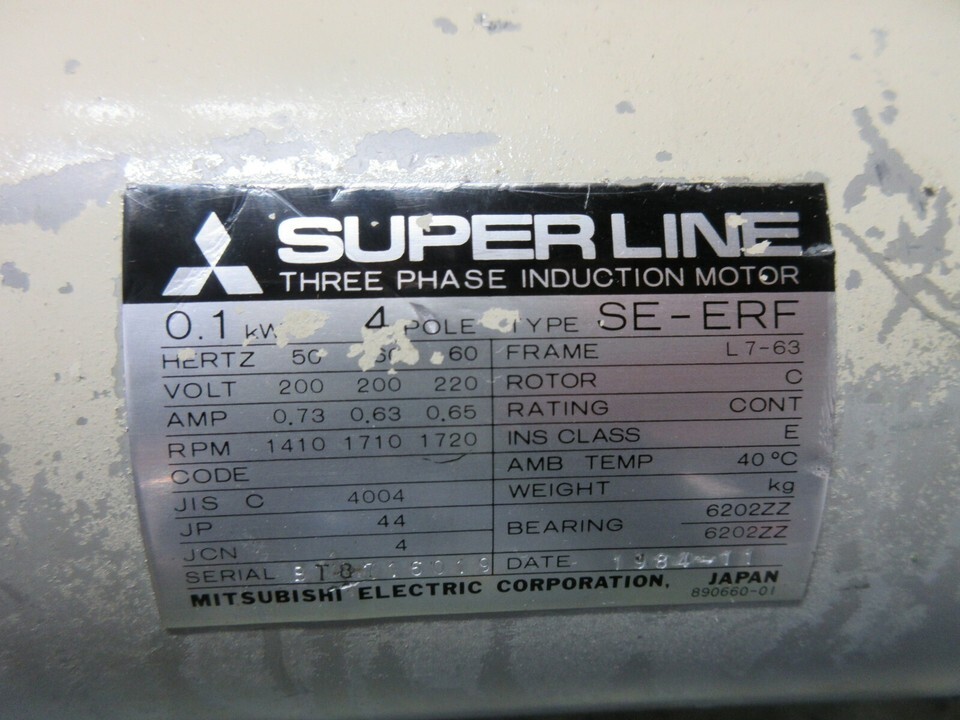 SUPER LINE
THREE PHASE INDUCTION MOTOR
0.1 kW 4 POLE TYPE SE-ERF
HERTZ 50 60 60
VOLT 200 200 220
AMP 0.73 0.63 0.65
RPM 1410 1710 1720
CODE
JIS C 4004
JP 44
JCN 4
SERIAL
FRAME L7-63
ROTOR C
RATING CONT
INS CLASS E
AMB TEMP 40°C
WEIGHT kg
BEARING 6202ZZ
6202ZZ
DATE 1984-11
MITSUBISHI ELECTRIC CORPORATION, JAPAN
890660-01